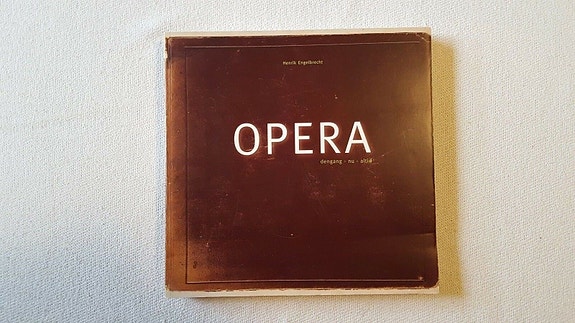 Henrik Engelbrecht
OPERA
dengang - nu - altid